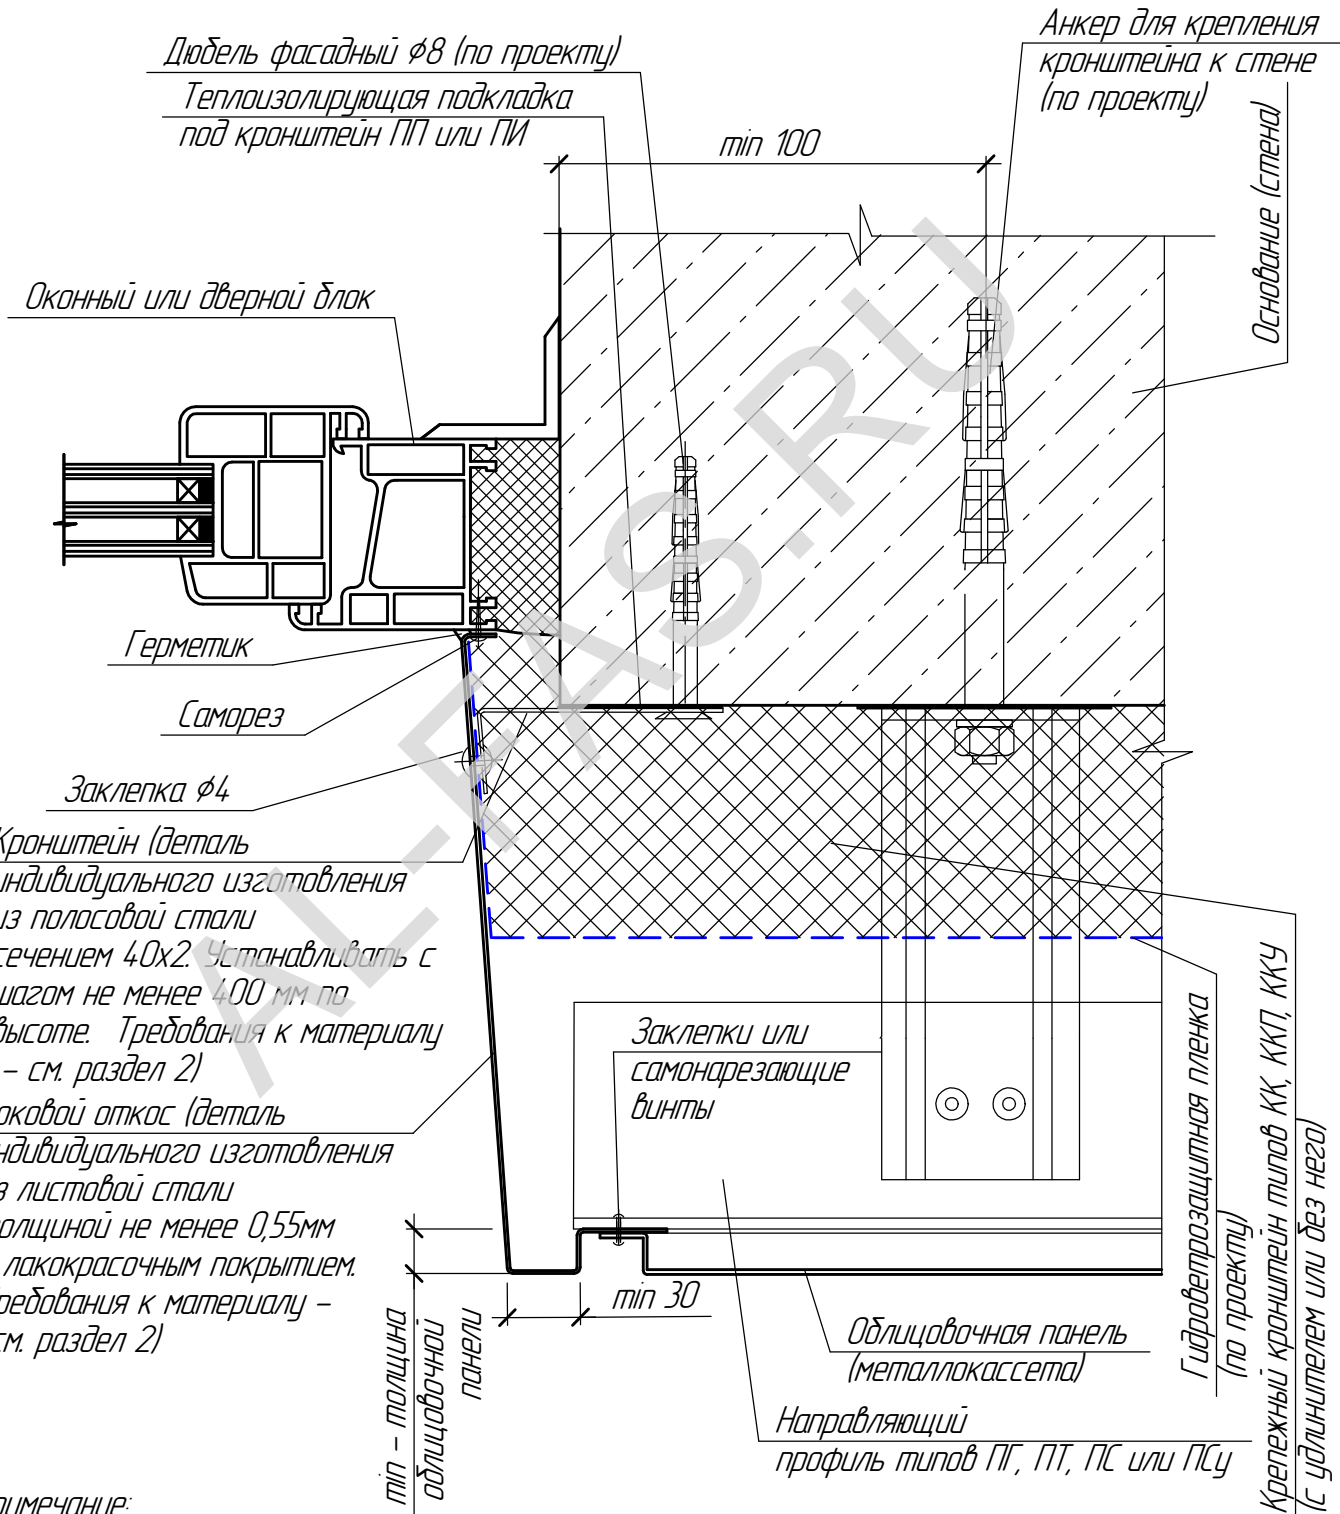 Анкер для крепления
кронштейна к стене
(по проекту)
Дюбель фасадный ϕ8 (по проекту)
Теплоизолирующая подкладка
под кронштейн ПП или ПИ
min 100
Основание (стена)
Оконный или дверной блок
Герметик
Саморез
Заклепка ϕ4
Кронштейн (деталь
индивидуального изготовления
из полосовой стали
сечением 40х2. Устанавливать с
шагом не менее 400 мм по
высоте. Требования к материалу
– см. раздел 2)
оковой откос (деталь
ндивидуального изготовления
з листовой стали
олщиной не менее 0,55мм
лакокрасочным покрытием.
ребования к материалу –
см. раздел 2)
Заклепки или
самонарезающие
винты
min 30
min – толщина
облицовочной
панели
Облицовочная панель
(металлокассета)
Направляющий
профиль типов ПГ, ПТ, ПС или ПСу
Гидроветрозащитная пленка
(по проекту)
Крепежный кронштейн типов КК, ККП, ККУ
(с удлинителем или без него)
римечание:
AL-FAS.RU